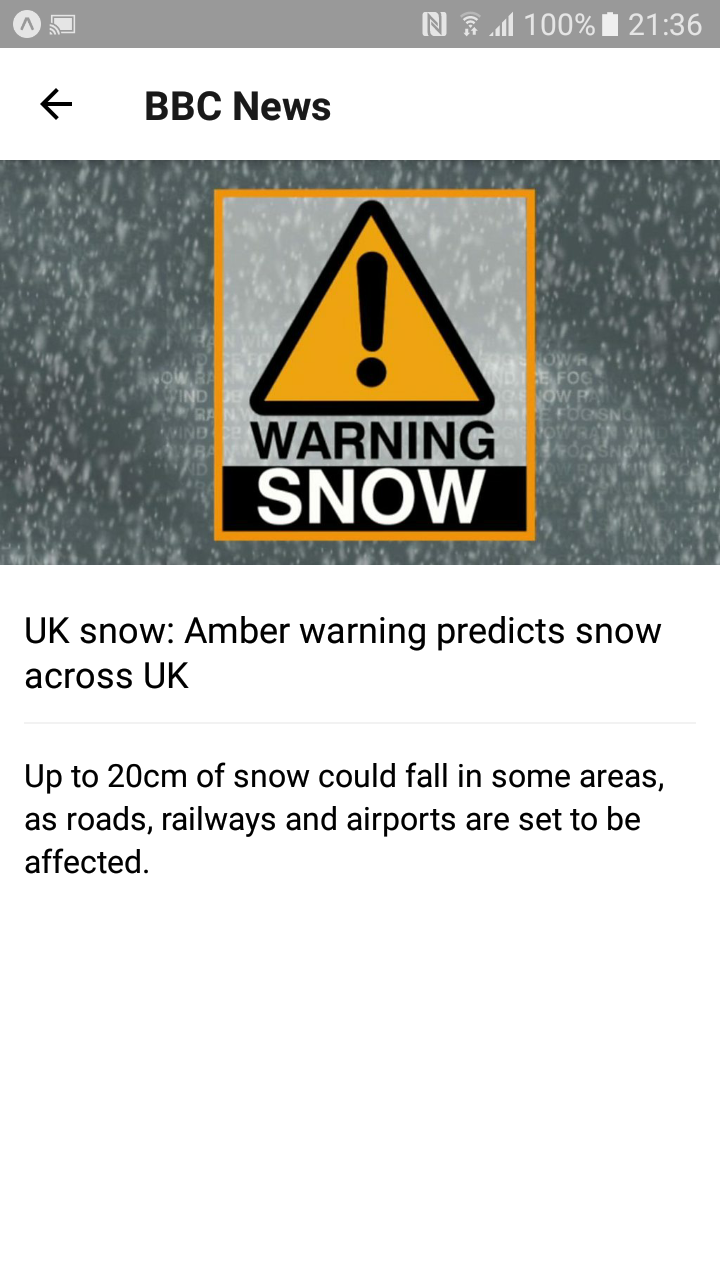 100% 21:36
BBC News
WARNING
SNOW
UK snow: Amber warning predicts snow
across UK
Up to 20cm of snow could fall in some areas,
as roads, railways and airports are set to be
affected.